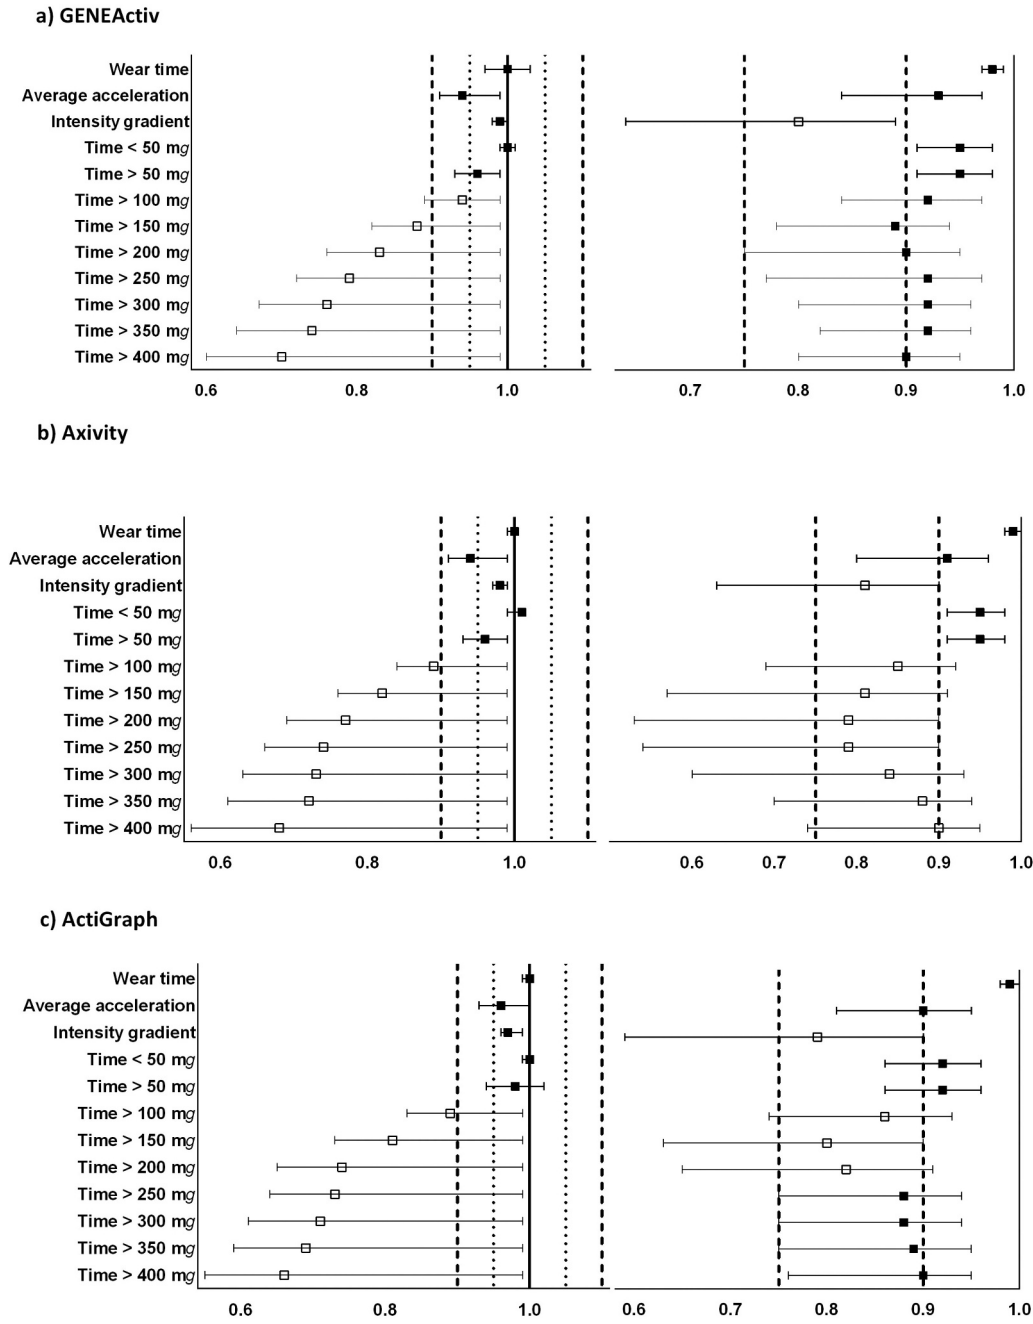 a) GENEActiv
Wear time
Average acceleration
Intensity gradient
Time < 50 mg
Time > 50 mg
Time > 100 mg
Time > 150 mg
Time > 200 mg
Time > 250 mg
Time > 300 mg
Time > 350 mg
Time > 400 mg
0.6 0.8 1.0 0.7 0.8 0.9 1.0
b) Axivity
Wear time
Average acceleration
Intensity gradient
Time < 50 mg
Time > 50 mg
Time > 100 mg
Time > 150 mg
Time > 200 mg
Time > 250 mg
Time > 300 mg
Time > 350 mg
Time > 400 mg
0.6 0.8 1.0 0.6 0.7 0.8 0.9 1.0
c) ActiGraph
Wear time
Average acceleration
Intensity gradient
Time < 50 mg
Time > 50 mg
Time > 100 mg
Time > 150 mg
Time > 200 mg
Time > 250 mg
Time > 300 mg
Time > 350 mg
Time > 400 mg
0.6 0.8 1.0 0.6 0.7 0.8 0.9 1.0